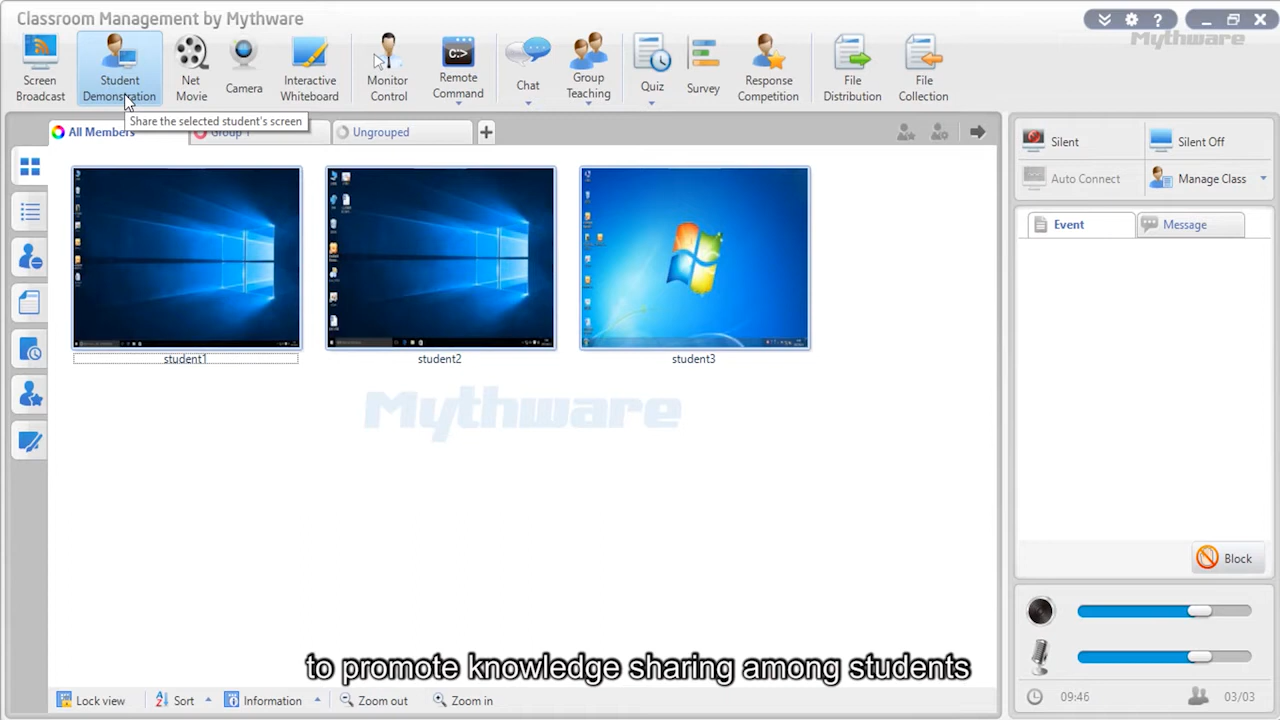 Classroom Management by Mythware
Mythware
Screen Broadcast
Student Demonstration
Net Movie
Camera
Interactive Whiteboard
Monitor Control
Remote Command
Chat
Group Teaching
Quiz
Survey
Response Competition
File Distribution
File Collection
Share the selected student's screen
All Members
Group 1
Ungrouped
Silent
Silent Off
Auto Connect
Manage Class
Event
Message
student1
student2
student3
Mythware
Block
to promote knowledge sharing among students
Lock view
Sort
Information
Zoom out
Zoom in
09:46
03/03